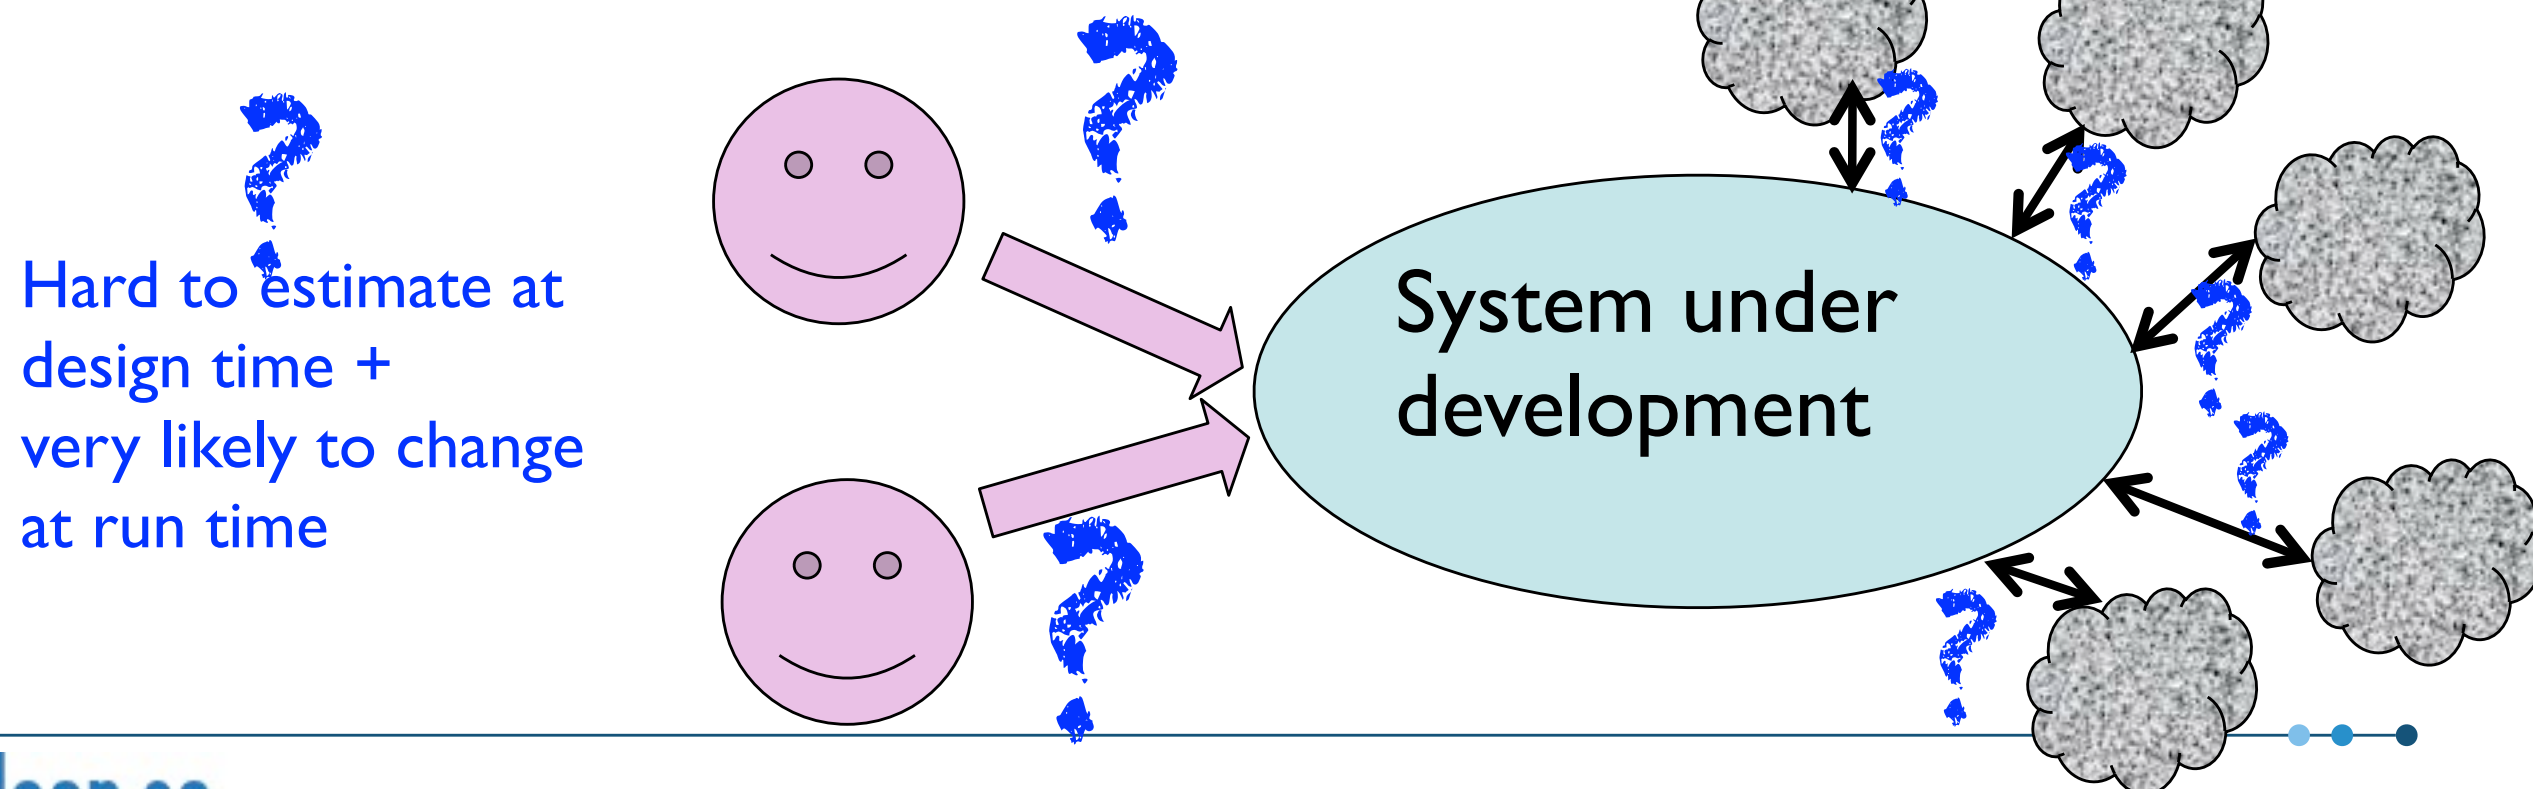 Hard to estimate at
design time +
very likely to change
at run time
System under
development
?
?
?
?
?
?
?
?